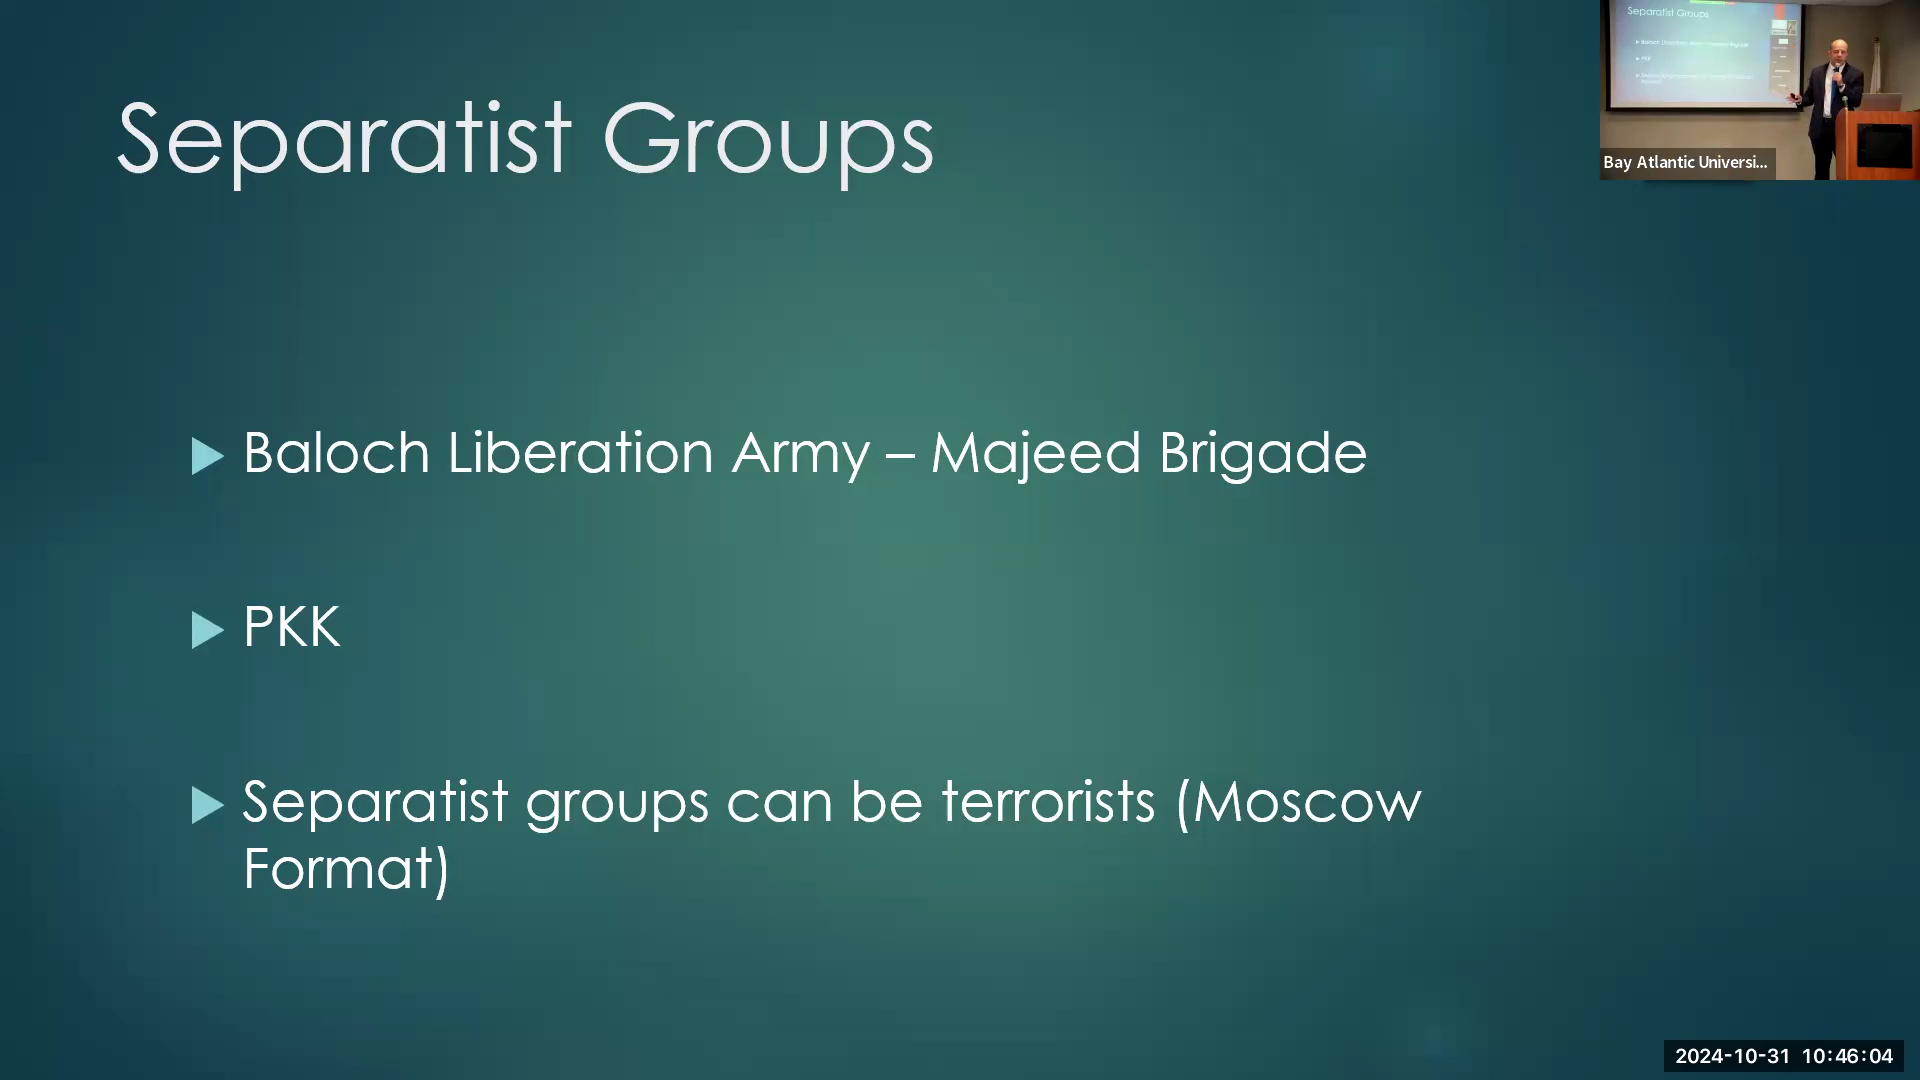 Separatist Groups
Baloch Liberation Army – Majeed Brigade
PKK
Separatist groups can be terrorists (Moscow
Format)
Separatist Groups
PKK
Bay Atlantic Universi...
2024-10-31 10:46:04